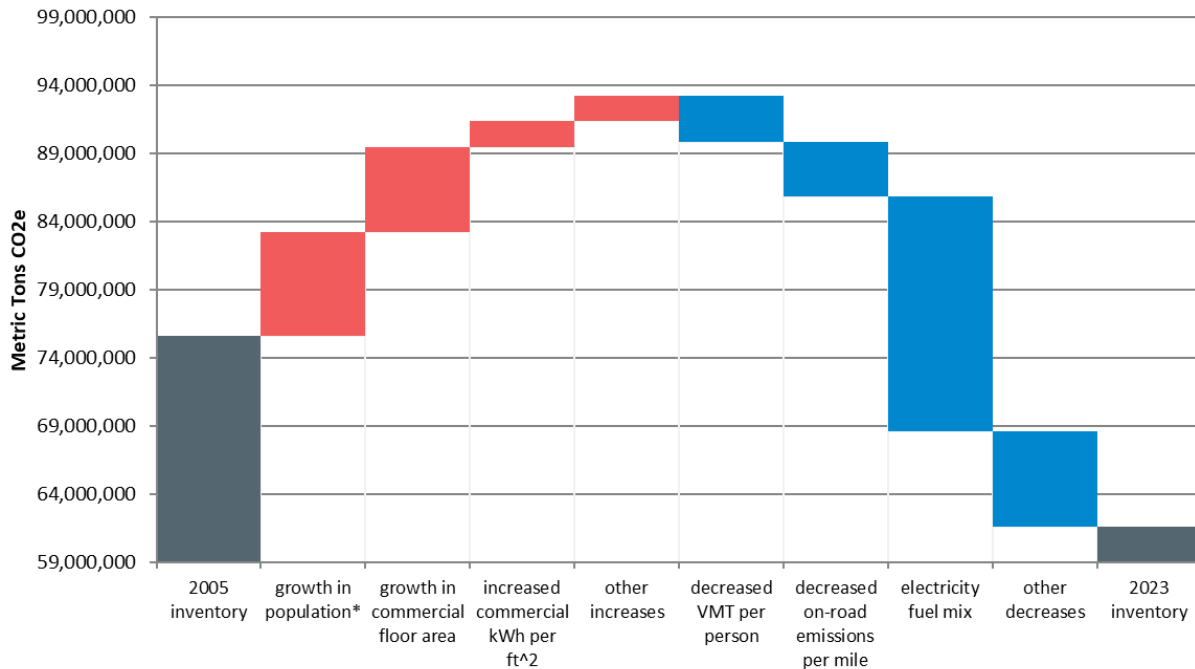 99,000,000
94,000,000
89,000,000
84,000,000
79,000,000
74,000,000
69,000,000
64,000,000
59,000,000
Metric Tons CO2e
2005
inventory
growth in
population*
growth in
commercial
floor area
increased
commercial
kWh per
ft^2
other
increases
decreased
VMT per
person
decreased
on-road
emissions
per mile
electricity
fuel mix
other
decreases
2023
inventory